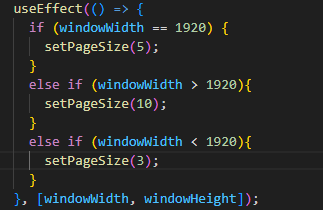 useEffect(() => {
  if (windowWidth == 1920) {
    setPageSize(5);
  }
  else if (windowWidth > 1920){
    setPageSize(10);
  }
  else if (windowWidth < 1920){
    setPageSize(3);
  }
}, [windowWidth, windowHeight]);